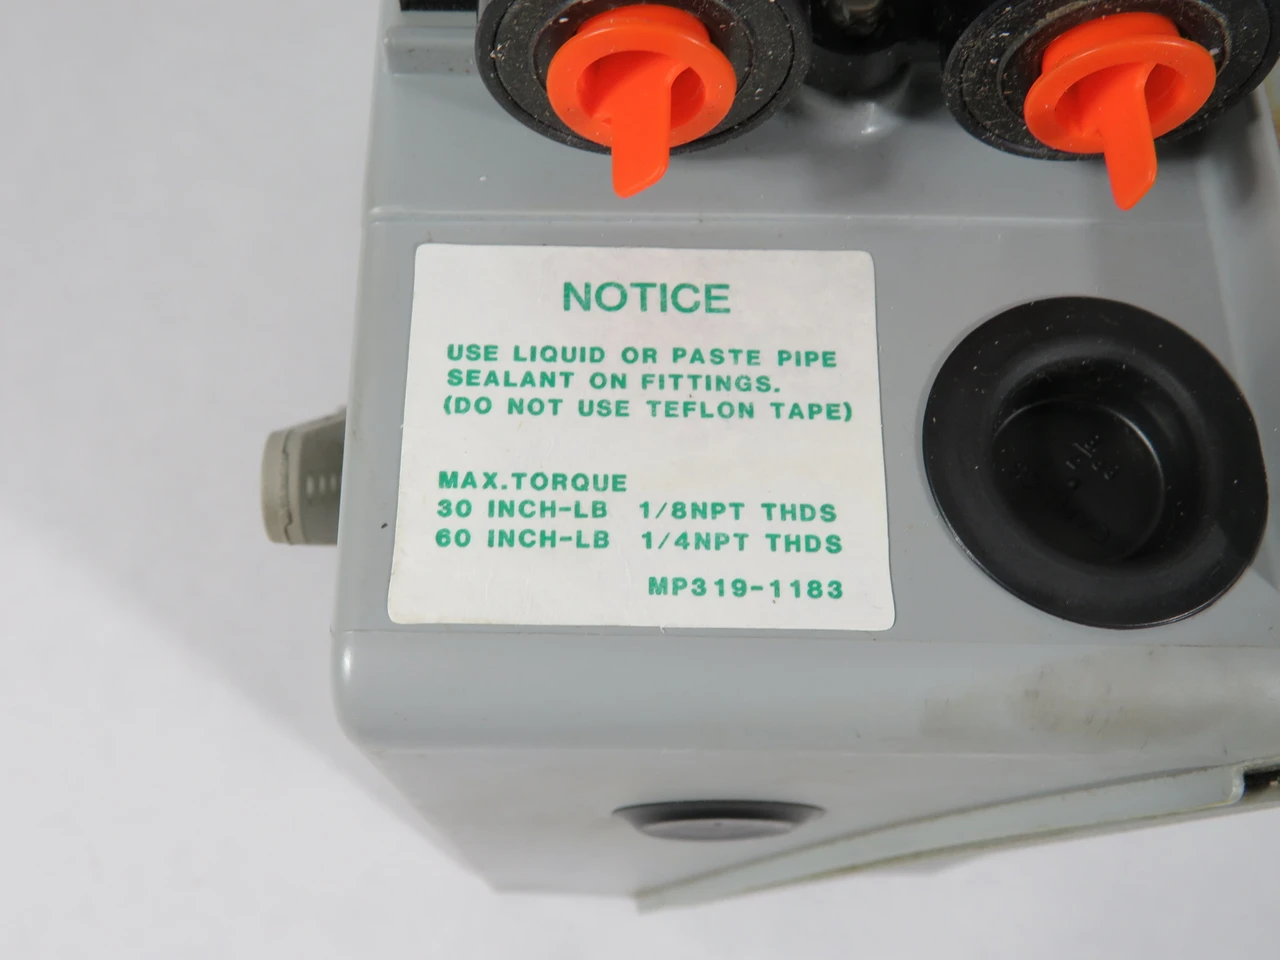 NOTICE
USE LIQUID OR PASTE PIPE
SEALANT ON FITTINGS.
(DO NOT USE TEFLON TAPE)
MAX.TORQUE
30 INCH-LB 1/8NPT THDS
60 INCH-LB 1/4NPT THDS
MP319-1183